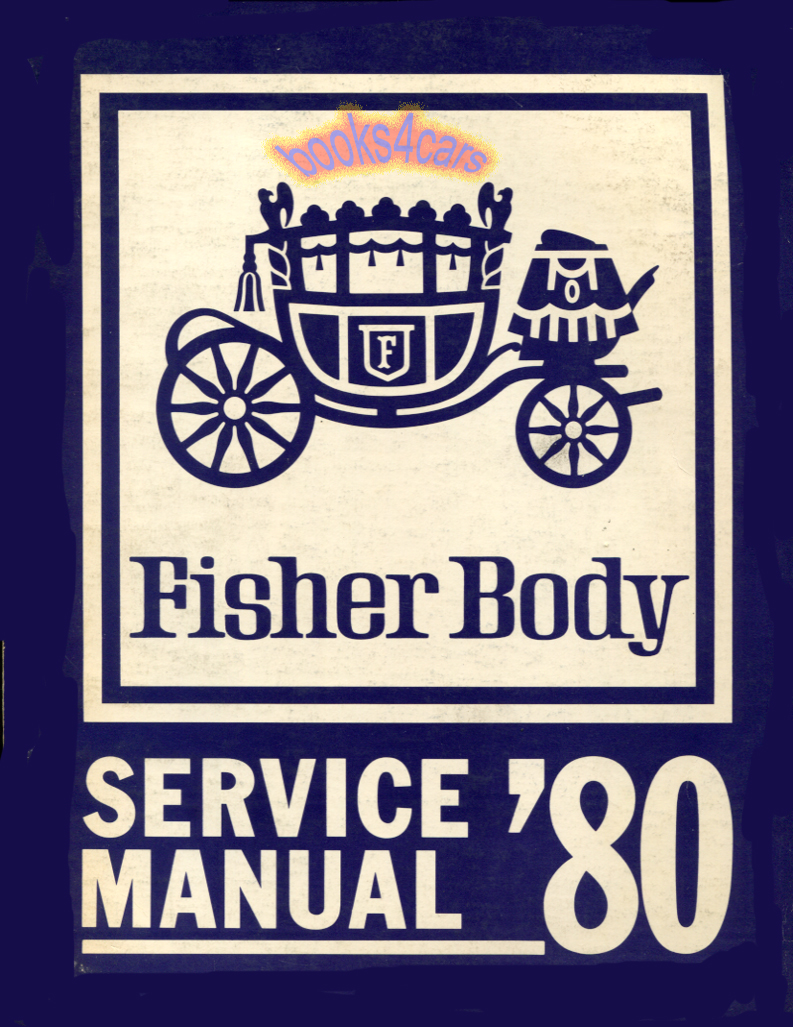 books4cars
F
Fisher Body
SERVICE '80
MANUAL